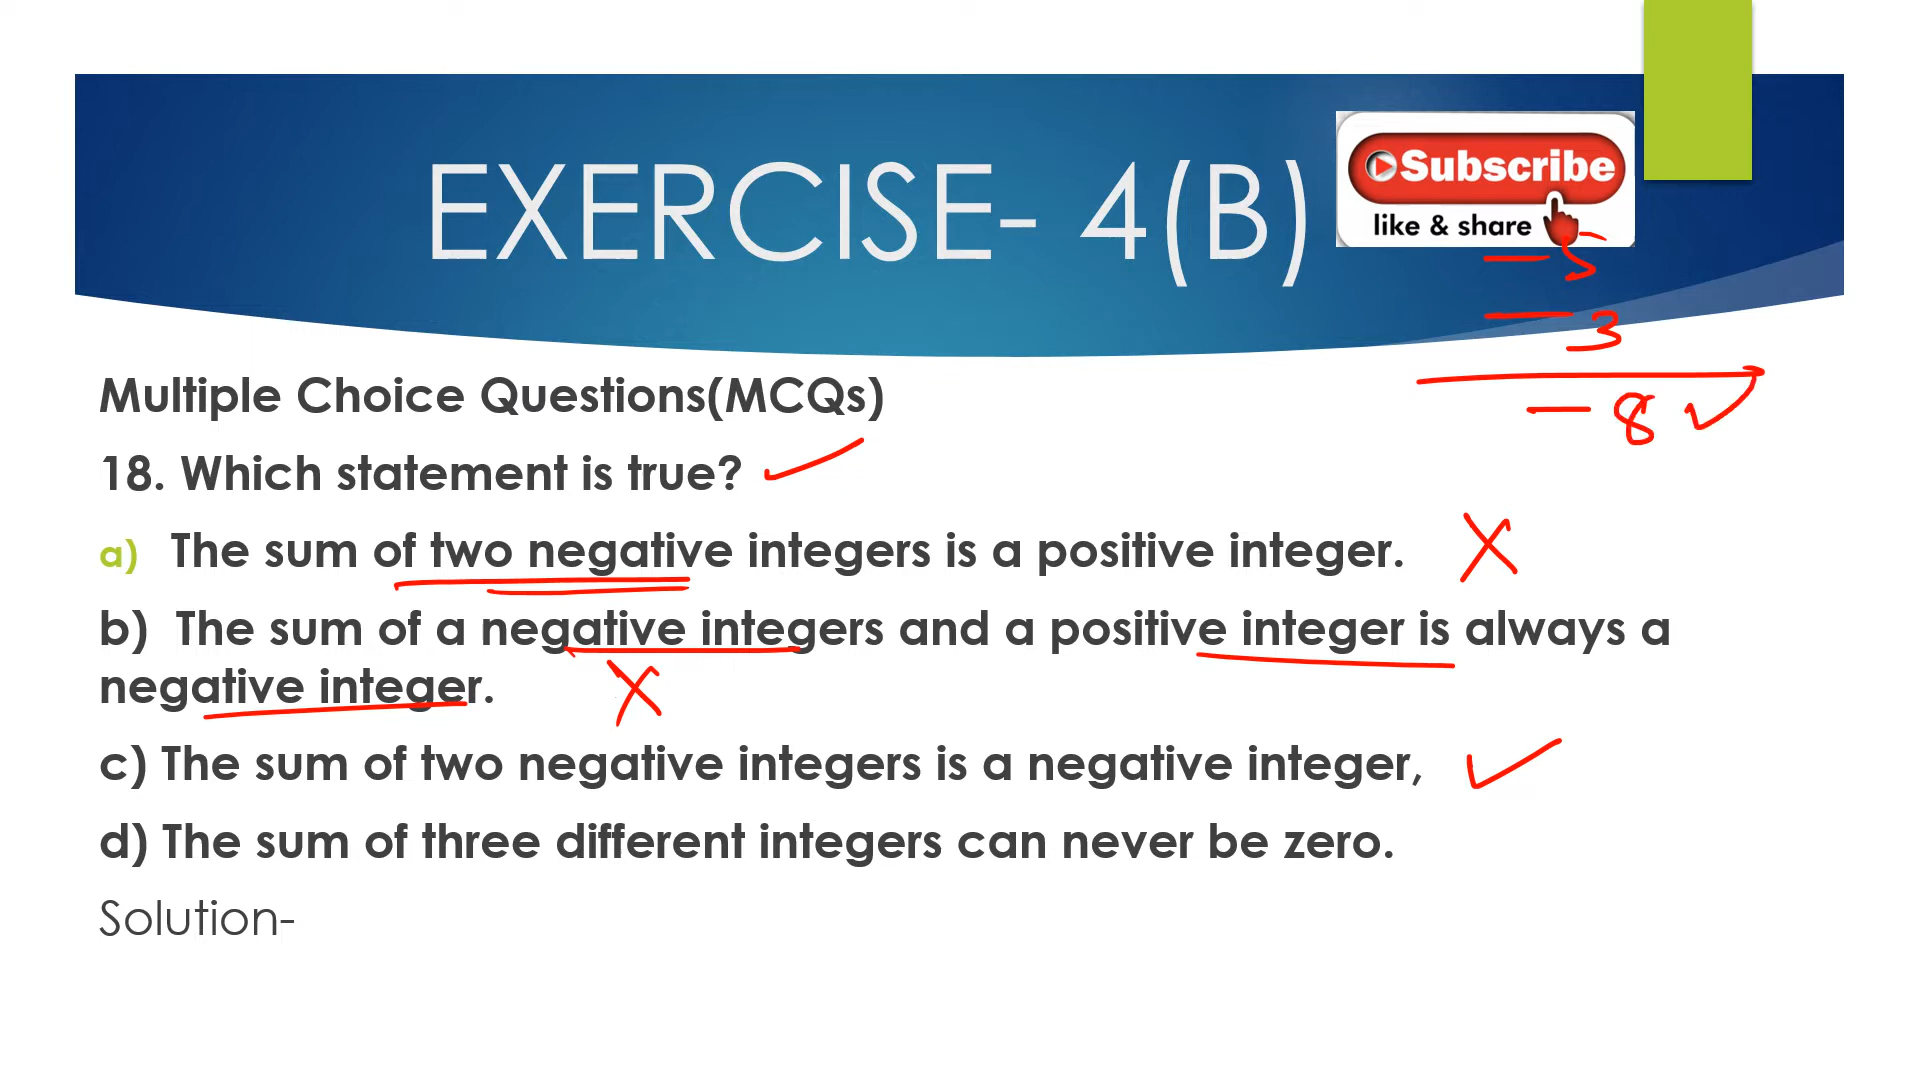 EXERCISE- 4(B)
Subscribe
like & share
- 5
- 3
- 8
Multiple Choice Questions(MCQs)
18. Which statement is true?
a) The sum of two negative integers is a positive integer.
b) The sum of a negative integers and a positive integer is always a
negative integer.
c) The sum of two negative integers is a negative integer,
d) The sum of three different integers can never be zero.
Solution-